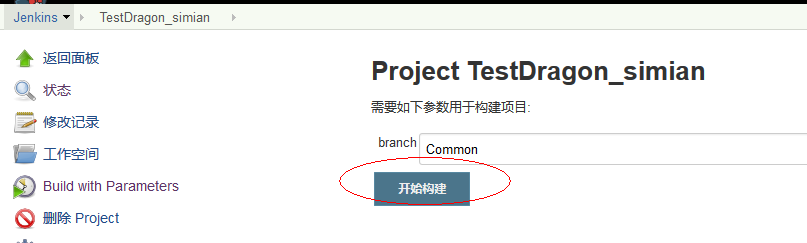 Jenkins TestDragon_simian
返回面板
状态
修改记录
工作空间
Build with Parameters
删除 Project
Project TestDragon_simian
需要如下参数用于构建项目:
branch Common
开始构建